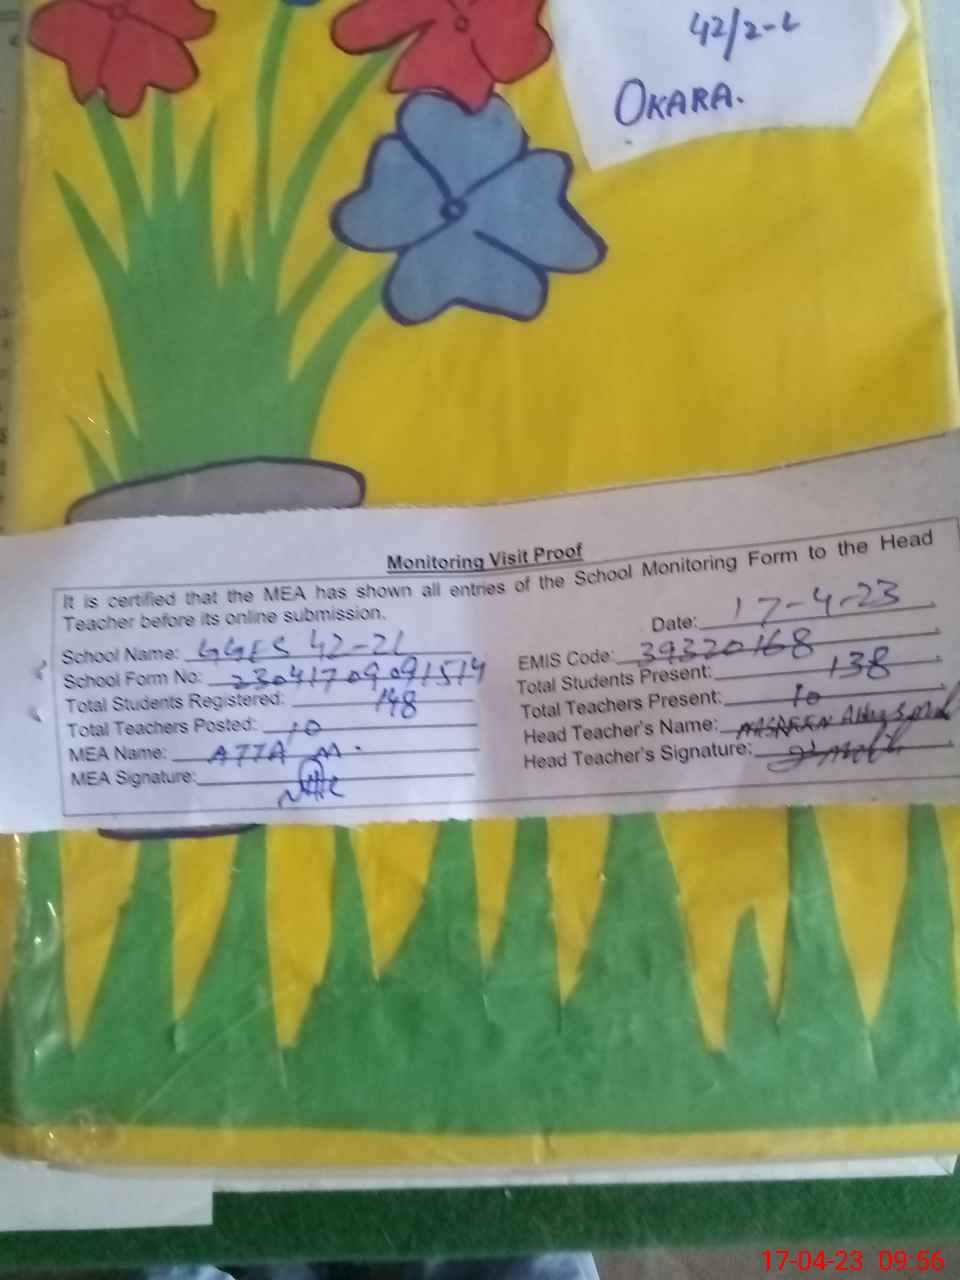 42/2-L
OKARA.
Monitoring Visit Proof
It is certified that the MEA has shown all entries of the School Monitoring Form to the Head
Teacher before its online submission.
Date: 17-4-23
School Name: GGES 42-2L
EMIS Code: 39320168
School Form No: 23041709091514
Total Students Present: 138
Total Students Registered: 148
Total Teachers Present: 10
Total Teachers Posted: 10
Head Teacher's Name: NASREEN
MEA Name: ATTA M.
Head Teacher's Signature:
MEA Signature:
17-04-23 09:56